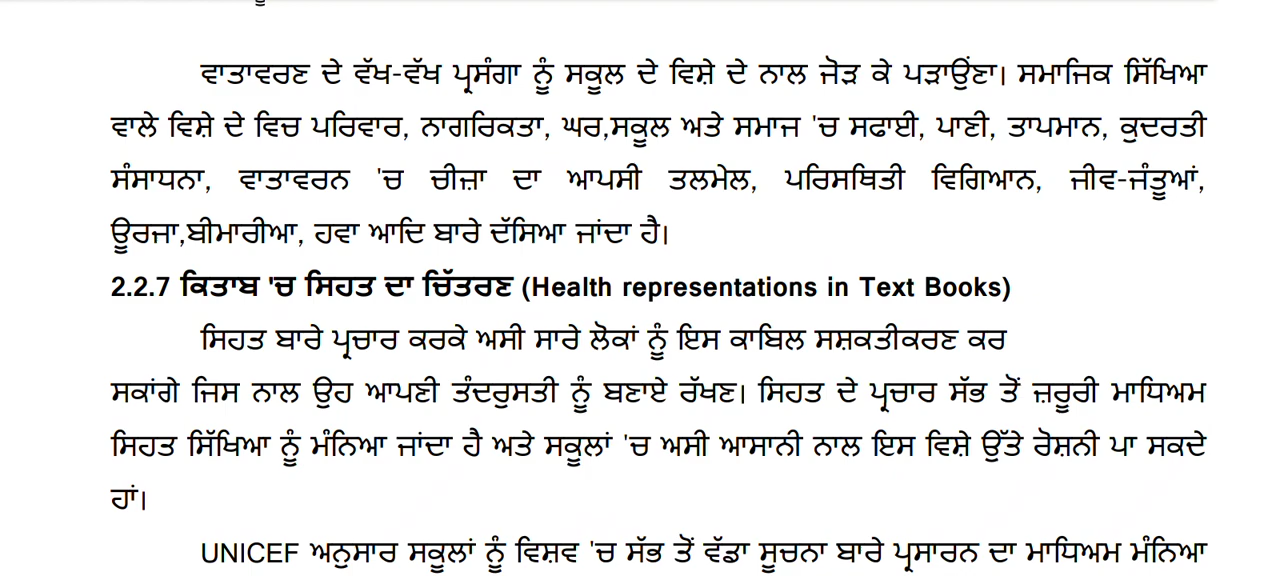 ਵਾਤਾਵਰਣ ਦੇ ਵੱਖ-ਵੱਖ ਪ੍ਰਸੰਗਾ ਨੂੰ ਸਕੂਲ ਦੇ ਵਿਸ਼ੇ ਦੇ ਨਾਲ ਜੋੜ ਕੇ ਪੜਾਉਂਣਾ। ਸਮਾਜਿਕ ਸਿੱਖਿਆ
ਵਾਲੇ ਵਿਸ਼ੇ ਦੇ ਵਿਚ ਪਰਿਵਾਰ, ਨਾਗਰਿਕਤਾ, ਘਰ,ਸਕੂਲ ਅਤੇ ਸਮਾਜ 'ਚ ਸਫਾਈ, ਪਾਣੀ, ਤਾਪਮਾਨ, ਕੁਦਰਤੀ
ਸੰਸਾਧਨਾ, ਵਾਤਾਵਰਨ 'ਚ ਚੀਜ਼ਾ ਦਾ ਆਪਸੀ ਤਲਮੇਲ, ਪਰਿਸਥਿਤੀ ਵਿਗਿਆਨ, ਜੀਵ-ਜੰਤੂਆਂ,
ਊਰਜਾ,ਬੀਮਾਰੀਆ, ਹਵਾ ਆਦਿ ਬਾਰੇ ਦੱਸਿਆ ਜਾਂਦਾ ਹੈ।
2.2.7 ਕਿਤਾਬ 'ਚ ਸਿਹਤ ਦਾ ਚਿੱਤਰਣ (Health representations in Text Books)
ਸਿਹਤ ਬਾਰੇ ਪ੍ਰਚਾਰ ਕਰਕੇ ਅਸੀ ਸਾਰੇ ਲੋਕਾਂ ਨੂੰ ਇਸ ਕਾਬਿਲ ਸਸ਼ਕਤੀਕਰਣ ਕਰ
ਸਕਾਂਗੇ ਜਿਸ ਨਾਲ ਉਹ ਆਪਣੀ ਤੰਦਰੁਸਤੀ ਨੂੰ ਬਣਾਏ ਰੱਖਣ। ਸਿਹਤ ਦੇ ਪ੍ਰਚਾਰ ਸੱਭ ਤੋਂ ਜ਼ਰੂਰੀ ਮਾਧਿਅਮ
ਸਿਹਤ ਸਿੱਖਿਆ ਨੂੰ ਮੰਨਿਆ ਜਾਂਦਾ ਹੈ ਅਤੇ ਸਕੂਲਾਂ 'ਚ ਅਸੀ ਆਸਾਨੀ ਨਾਲ ਇਸ ਵਿਸ਼ੇ ਉੱਤੇ ਰੋਸ਼ਨੀ ਪਾ ਸਕਦੇ
ਹਾਂ।
UNICEF ਅਨੁਸਾਰ ਸਕੂਲਾਂ ਨੂੰ ਵਿਸ਼ਵ 'ਚ ਸੱਭ ਤੋਂ ਵੱਡਾ ਸੂਚਨਾ ਬਾਰੇ ਪ੍ਰਸਾਰਨ ਦਾ ਮਾਧਿਅਮ ਮੰਨਿਆ